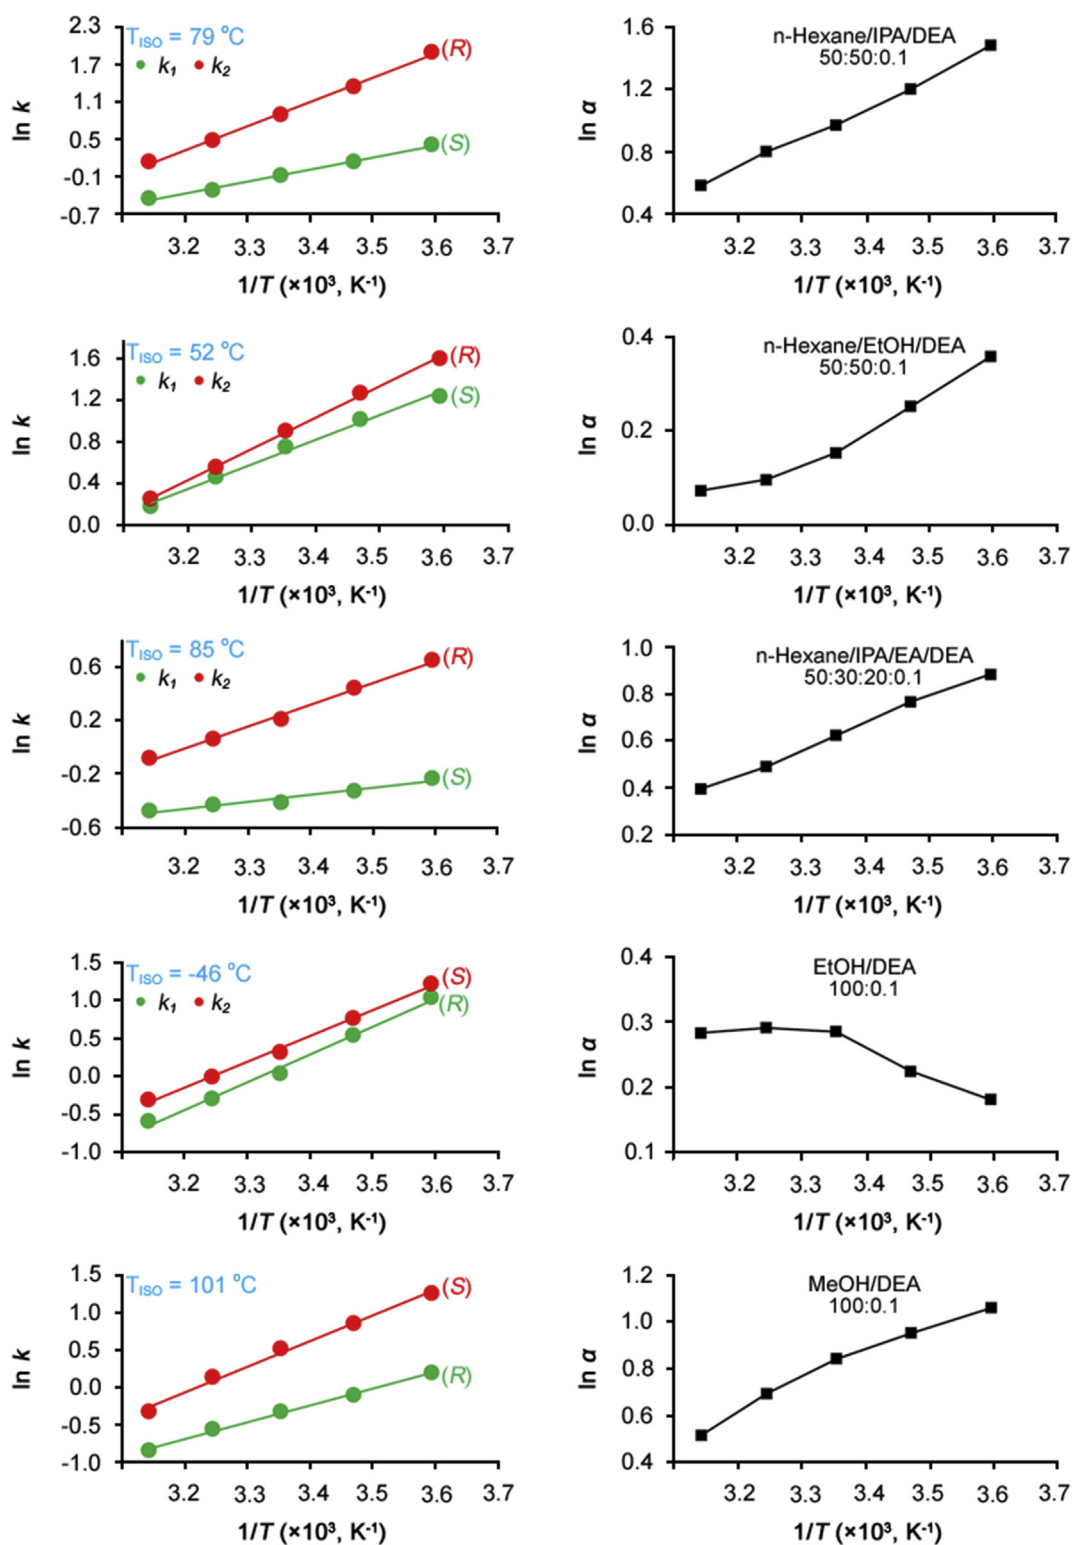 2.3
1.7
1.1
0.5
-0.1
-0.7
ln k
T_ISO = 79 °C
k₁ k₂
(R)
(S)
3.2 3.3 3.4 3.5 3.6 3.7
1/T (×10³, K⁻¹)
1.6
1.2
0.8
0.4
ln α
n-Hexane/IPA/DEA
50:50:0.1
3.2 3.3 3.4 3.5 3.6 3.7
1/T (×10³, K⁻¹)
1.6
1.2
0.8
0.4
0.0
ln k
T_ISO = 52 °C
k₁ k₂
(R)
(S)
3.2 3.3 3.4 3.5 3.6 3.7
1/T (×10³, K⁻¹)
0.4
0.2
0.0
ln α
n-Hexane/EtOH/DEA
50:50:0.1
3.2 3.3 3.4 3.5 3.6 3.7
1/T (×10³, K⁻¹)
0.6
0.2
-0.2
-0.6
ln k
T_ISO = 85 °C
k₁ k₂
(R)
(S)
3.2 3.3 3.4 3.5 3.6 3.7
1/T (×10³, K⁻¹)
1.0
0.8
0.6
0.4
0.2
ln α
n-Hexane/IPA/EA/DEA
50:30:20:0.1
3.2 3.3 3.4 3.5 3.6 3.7
1/T (×10³, K⁻¹)
1.5
1.0
0.5
0.0
-0.5
-1.0
ln k
T_ISO = -46 °C
k₁ k₂
(S)
(R)
3.2 3.3 3.4 3.5 3.6 3.7
1/T (×10³, K⁻¹)
0.4
0.3
0.2
0.1
ln α
EtOH/DEA
100:0.1
3.2 3.3 3.4 3.5 3.6 3.7
1/T (×10³, K⁻¹)
1.5
1.0
0.5
0.0
-0.5
-1.0
ln k
T_ISO = 101 °C
(S)
(R)
3.2 3.3 3.4 3.5 3.6 3.7
1/T (×10³, K⁻¹)
1.2
1.0
0.8
0.6
0.4
ln α
MeOH/DEA
100:0.1
3.2 3.3 3.4 3.5 3.6 3.7
1/T (×10³, K⁻¹)